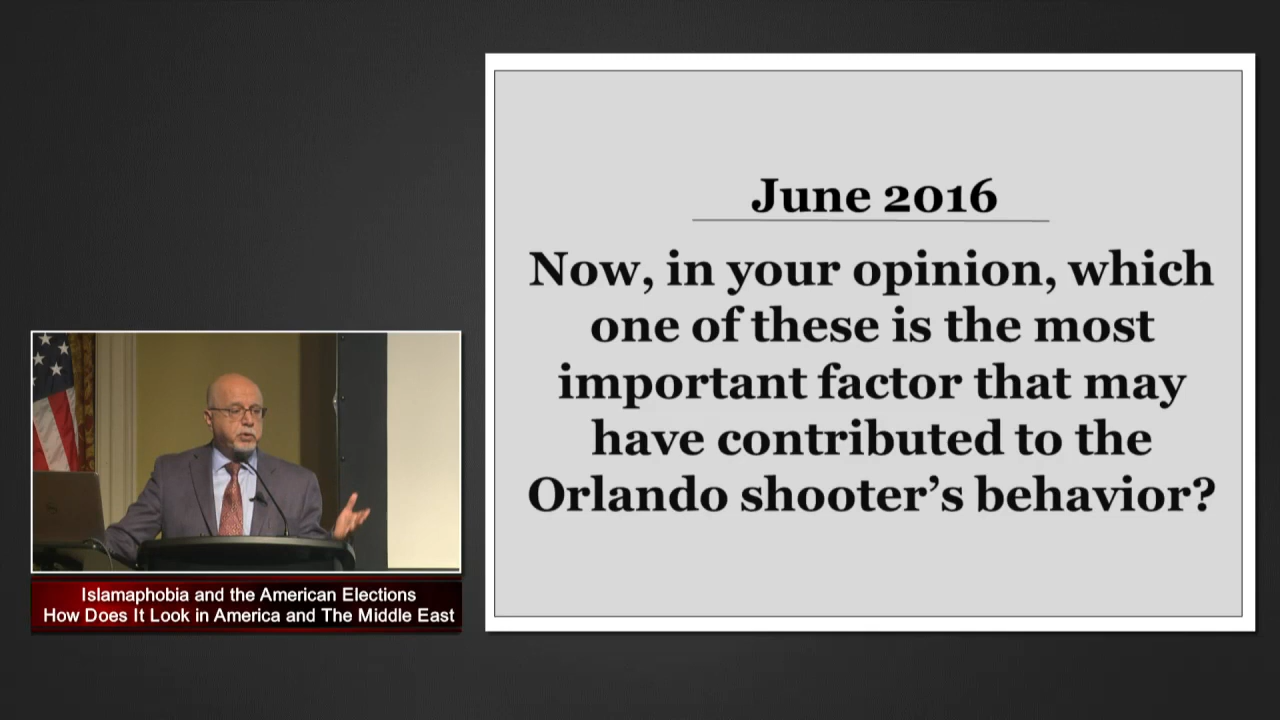 June 2016
Now, in your opinion, which
one of these is the most
important factor that may
have contributed to the
Orlando shooter’s behavior?
Islamaphobia and the American Elections
How Does It Look in America and The Middle East